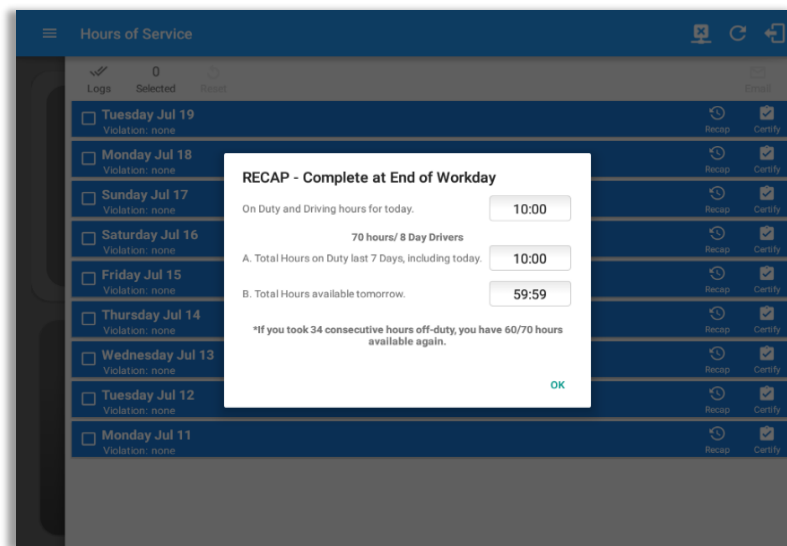 Hours of Service
Logs
0
Selected
Reset
Email
Tuesday Jul 19
Violation: none
Recap
Certify
Monday Jul 18
Violation: none
Recap
Certify
Sunday Jul 17
Violation: none
Recap
Certify
Saturday Jul 16
Violation: none
Recap
Certify
Friday Jul 15
Violation: none
Recap
Certify
Thursday Jul 14
Violation: none
Recap
Certify
Wednesday Jul 13
Violation: none
Recap
Certify
Tuesday Jul 12
Violation: none
Recap
Certify
Monday Jul 11
Violation: none
Recap
Certify
RECAP - Complete at End of Workday
On Duty and Driving hours for today.
10:00
70 hours/ 8 Day Drivers
A. Total Hours on Duty last 7 Days, including today.
10:00
B. Total Hours available tomorrow.
59:59
*If you took 34 consecutive hours off-duty, you have 60/70 hours
available again.
OK